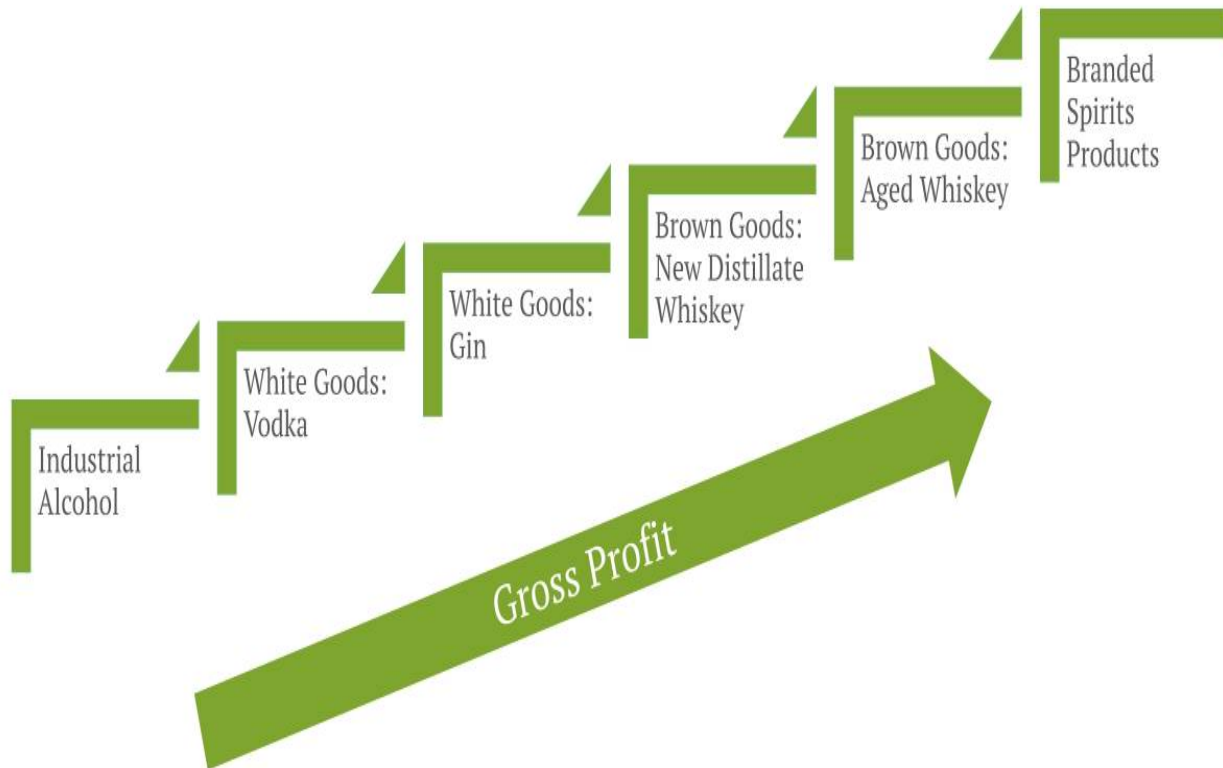 Industrial
Alcohol
White Goods:
Vodka
White Goods:
Gin
Brown Goods:
New Distillate
Whiskey
Brown Goods:
Aged Whiskey
Branded
Spirits
Products
Gross Profit